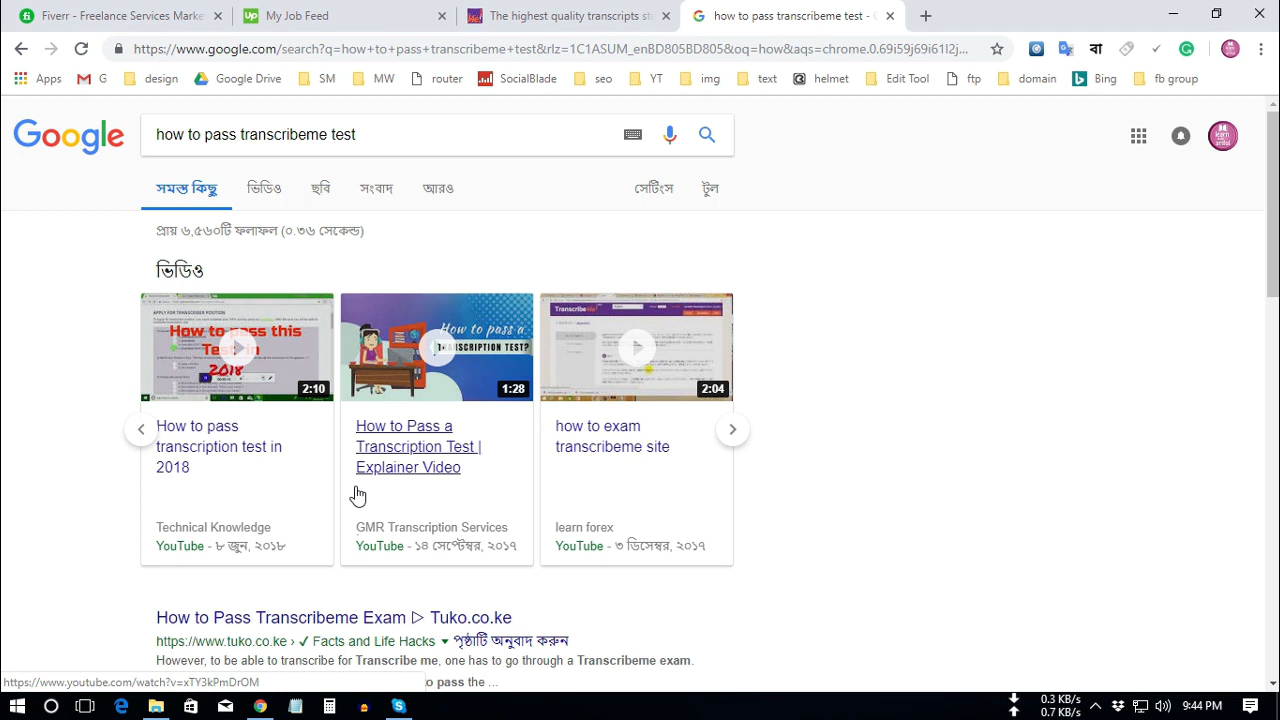 Fiverr - Freelance Services Marke
My Job Feed
The highest quality transcripts st
how to pass transcribeme test - G
https://www.google.com/search?q=how+to+pass+transcribeme+test&rlz=1C1ASUM_enBD805BD805&oq=how&aqs=chrome.0.69i59j69i61l2j...
Apps
G
design
Google Drive
SM
MW
route
SocialBlade
seo
YT
img
text
helmet
Edit Tool
ftp
domain
Bing
fb group
Google
how to pass transcribeme test
সমস্ত কিছু
ভিডিও
ছবি
সংবাদ
আরও
সেটিংস
টুল
প্রায় ৬,৫৬০টি ফলাফল (০.৩৬ সেকেন্ড)
ভিডিও
APPLY FOR TRANSCRIBER POSITION
How to pass this
2018
2:10
How to pass a
TRANSCRIPTION TEST?
1:28
TranscribeMe!
2:04
How to pass
transcription test in
2018
Technical Knowledge
YouTube - ৮ জুন, ২০১৮
How to Pass a
Transcription Test |
Explainer Video
GMR Transcription Services
YouTube - ১৪ সেপ্টেম্বর, ২০১৭
how to exam
transcribeme site
learn forex
YouTube - ৩ ডিসেম্বর, ২০১৭
How to Pass Transcribeme Exam ▷ Tuko.co.ke
https://www.tuko.co.ke › ✓ Facts and Life Hacks ▾ পৃষ্ঠাটি অনুবাদ করুন
However, to be able to transcribe for Transcribe me, one has to go through a Transcribeme exam.
o pass the ...
https://www.youtube.com/watch?v=xTY3kPmDrOM
0.3 KB/s
0.7 KB/s
9:44 PM